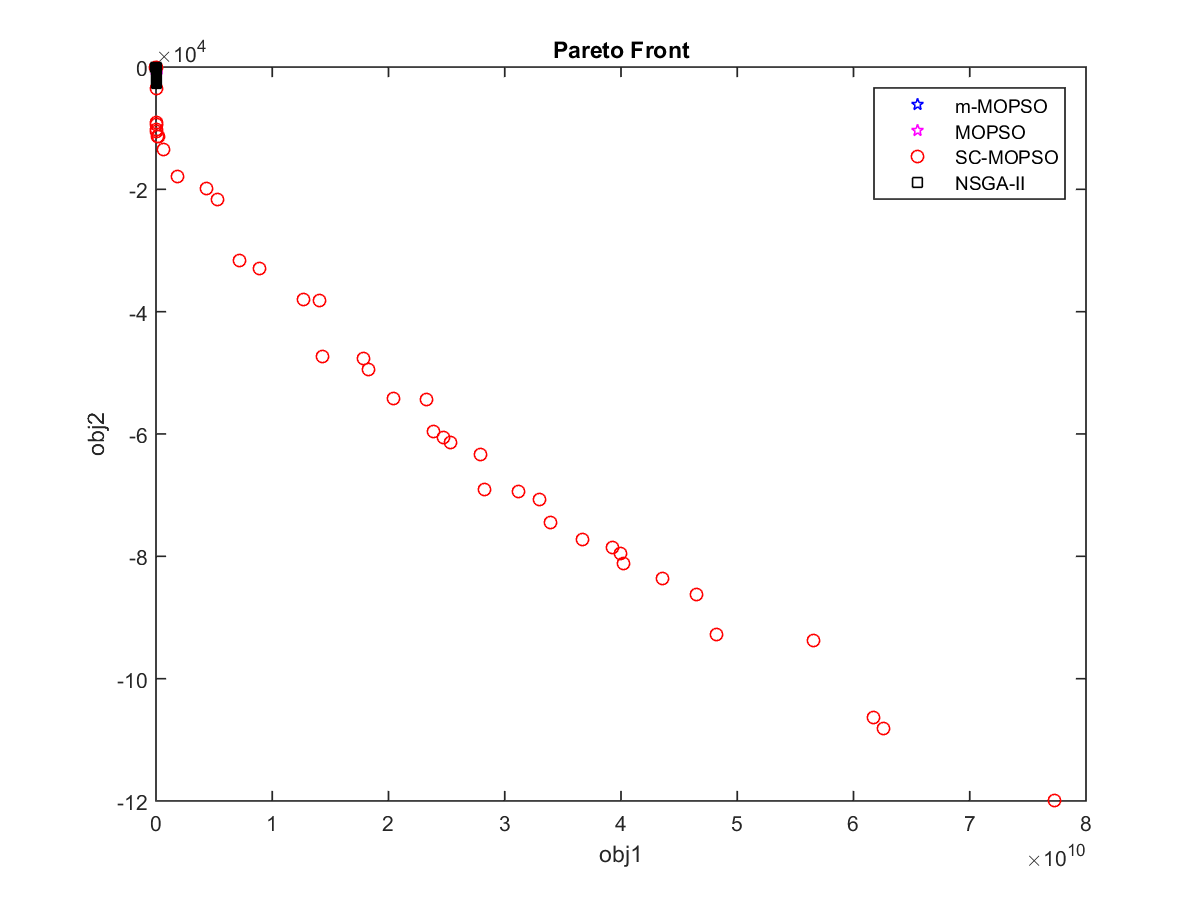 Pareto Front
×10^4
0
-2
-4
-6
-8
-10
-12
obj2
m-MOPSO
MOPSO
SC-MOPSO
NSGA-II
0 1 2 3 4 5 6 7 8
obj1
×10^10